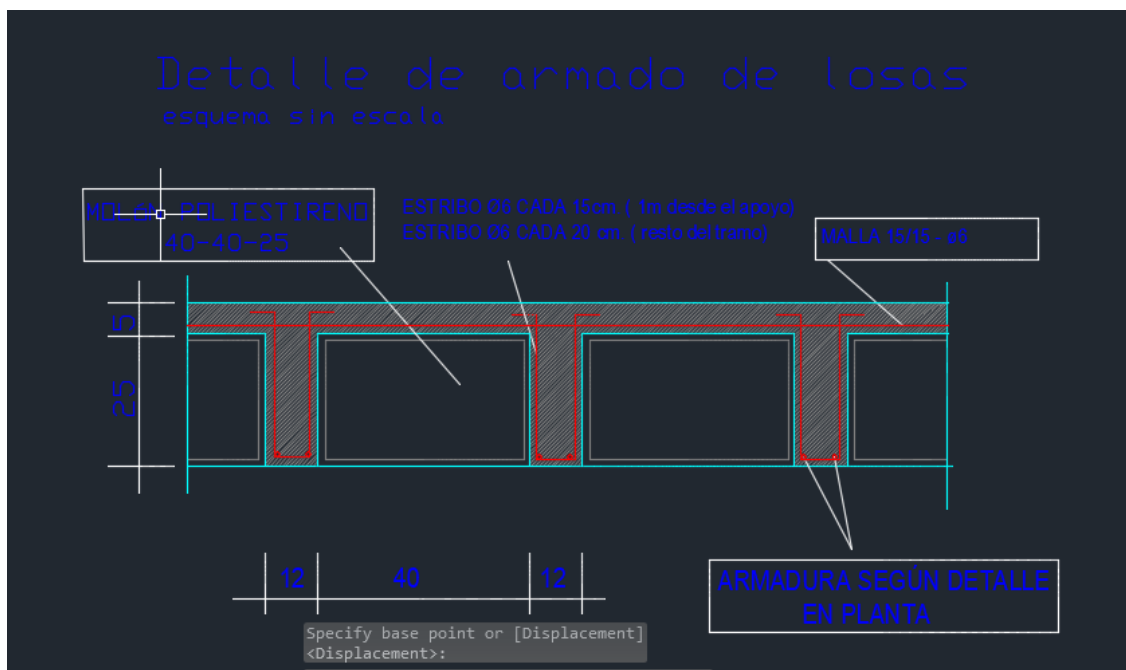 Detalle de armado de losas
esquema sin escala
MOLóN POLIESTIRENO
40-40-25
ESTRIBO Ø6 CADA 15cm. ( 1m desde el apoyo)
ESTRIBO Ø6 CADA 20 cm. ( resto del tramo)
MALLA 15/15 - ø6
5
25
12
40
12
ARMADURA SEGÚN DETALLE
EN PLANTA
Specify base point or [Displacement]
<Displacement>: